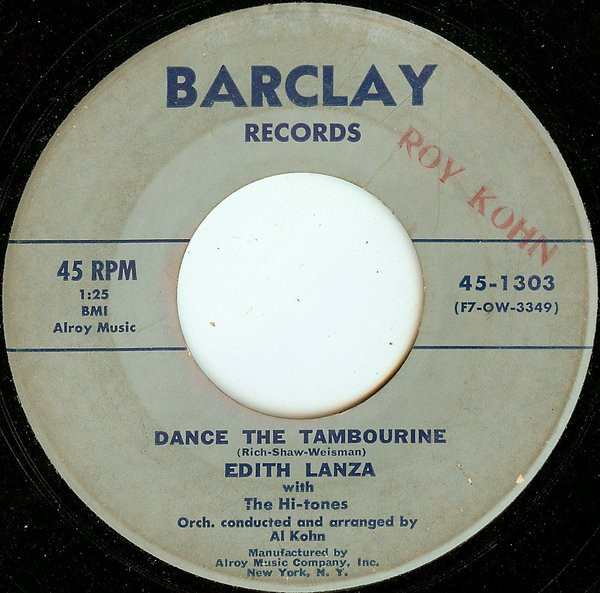 BARCLAY
RECORDS
ROY KOHN
45 RPM
1:25
BMI
Alroy Music
45-1303
(F7-OW-3349)
DANCE THE TAMBOURINE
(Rich-Shaw-Weisman)
EDITH LANZA
with
The Hi-tones
Orch. conducted and arranged by
Al Kohn
Manufactured by
Alroy Music Company, Inc.
New York, N. Y.